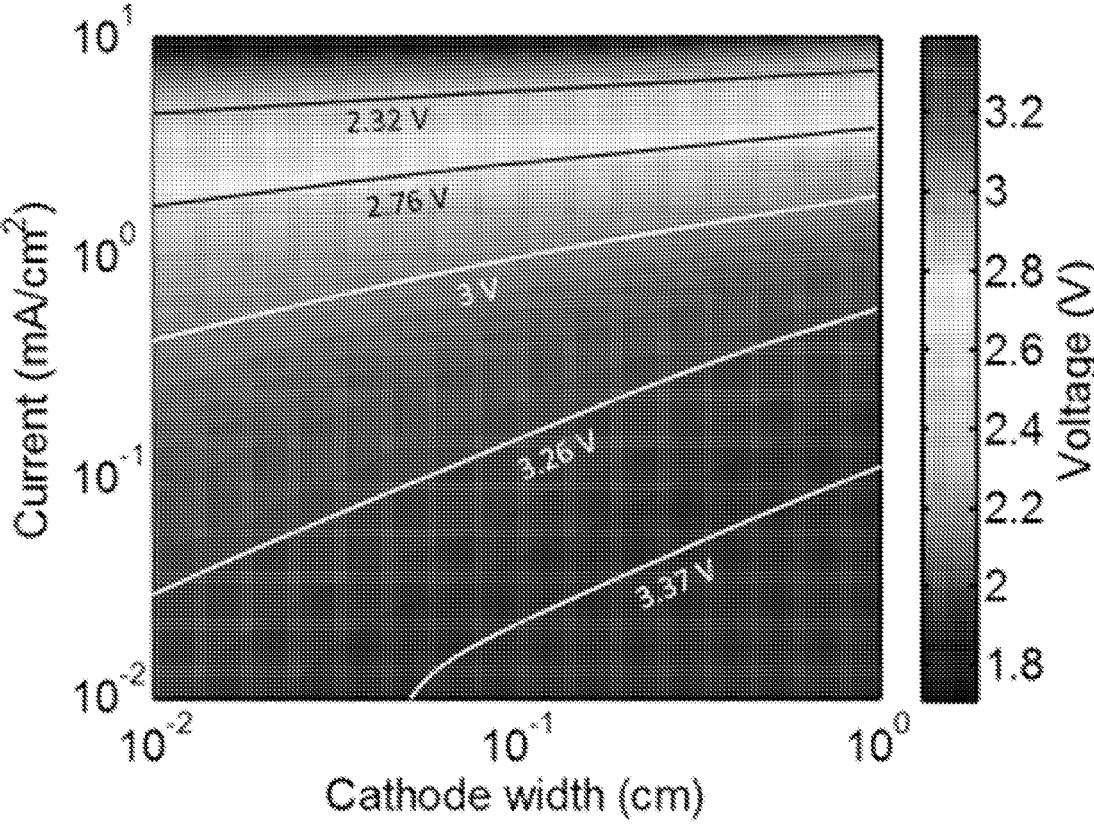 10^1
10^0
10^-1
10^-2
Current (mA/cm^2)
2.32 V
2.76 V
3 V
3.26 V
3.37 V
10^-2
10^-1
10^0
Cathode width (cm)
3.2
3
2.8
2.6
2.4
2.2
2
1.8
Voltage (V)